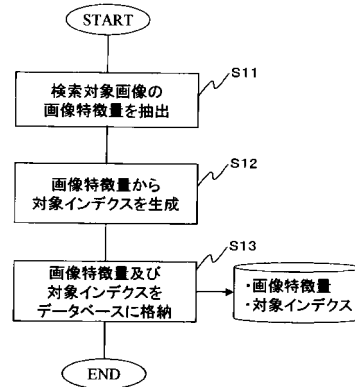 START
S11
検索対象画像の
画像特徴量を抽出
S12
画像特徴量から
対象インデクスを生成
S13
画像特徴量及び
対象インデクスを
データベースに格納
・画像特徴量
・対象インデクス
END